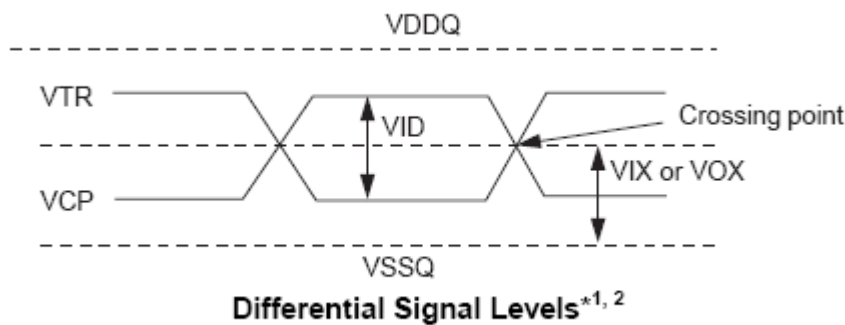 VDDQ
VTR
VID
Crossing point
VIX or VOX
VCP
VSSQ
Differential Signal Levels*1, 2